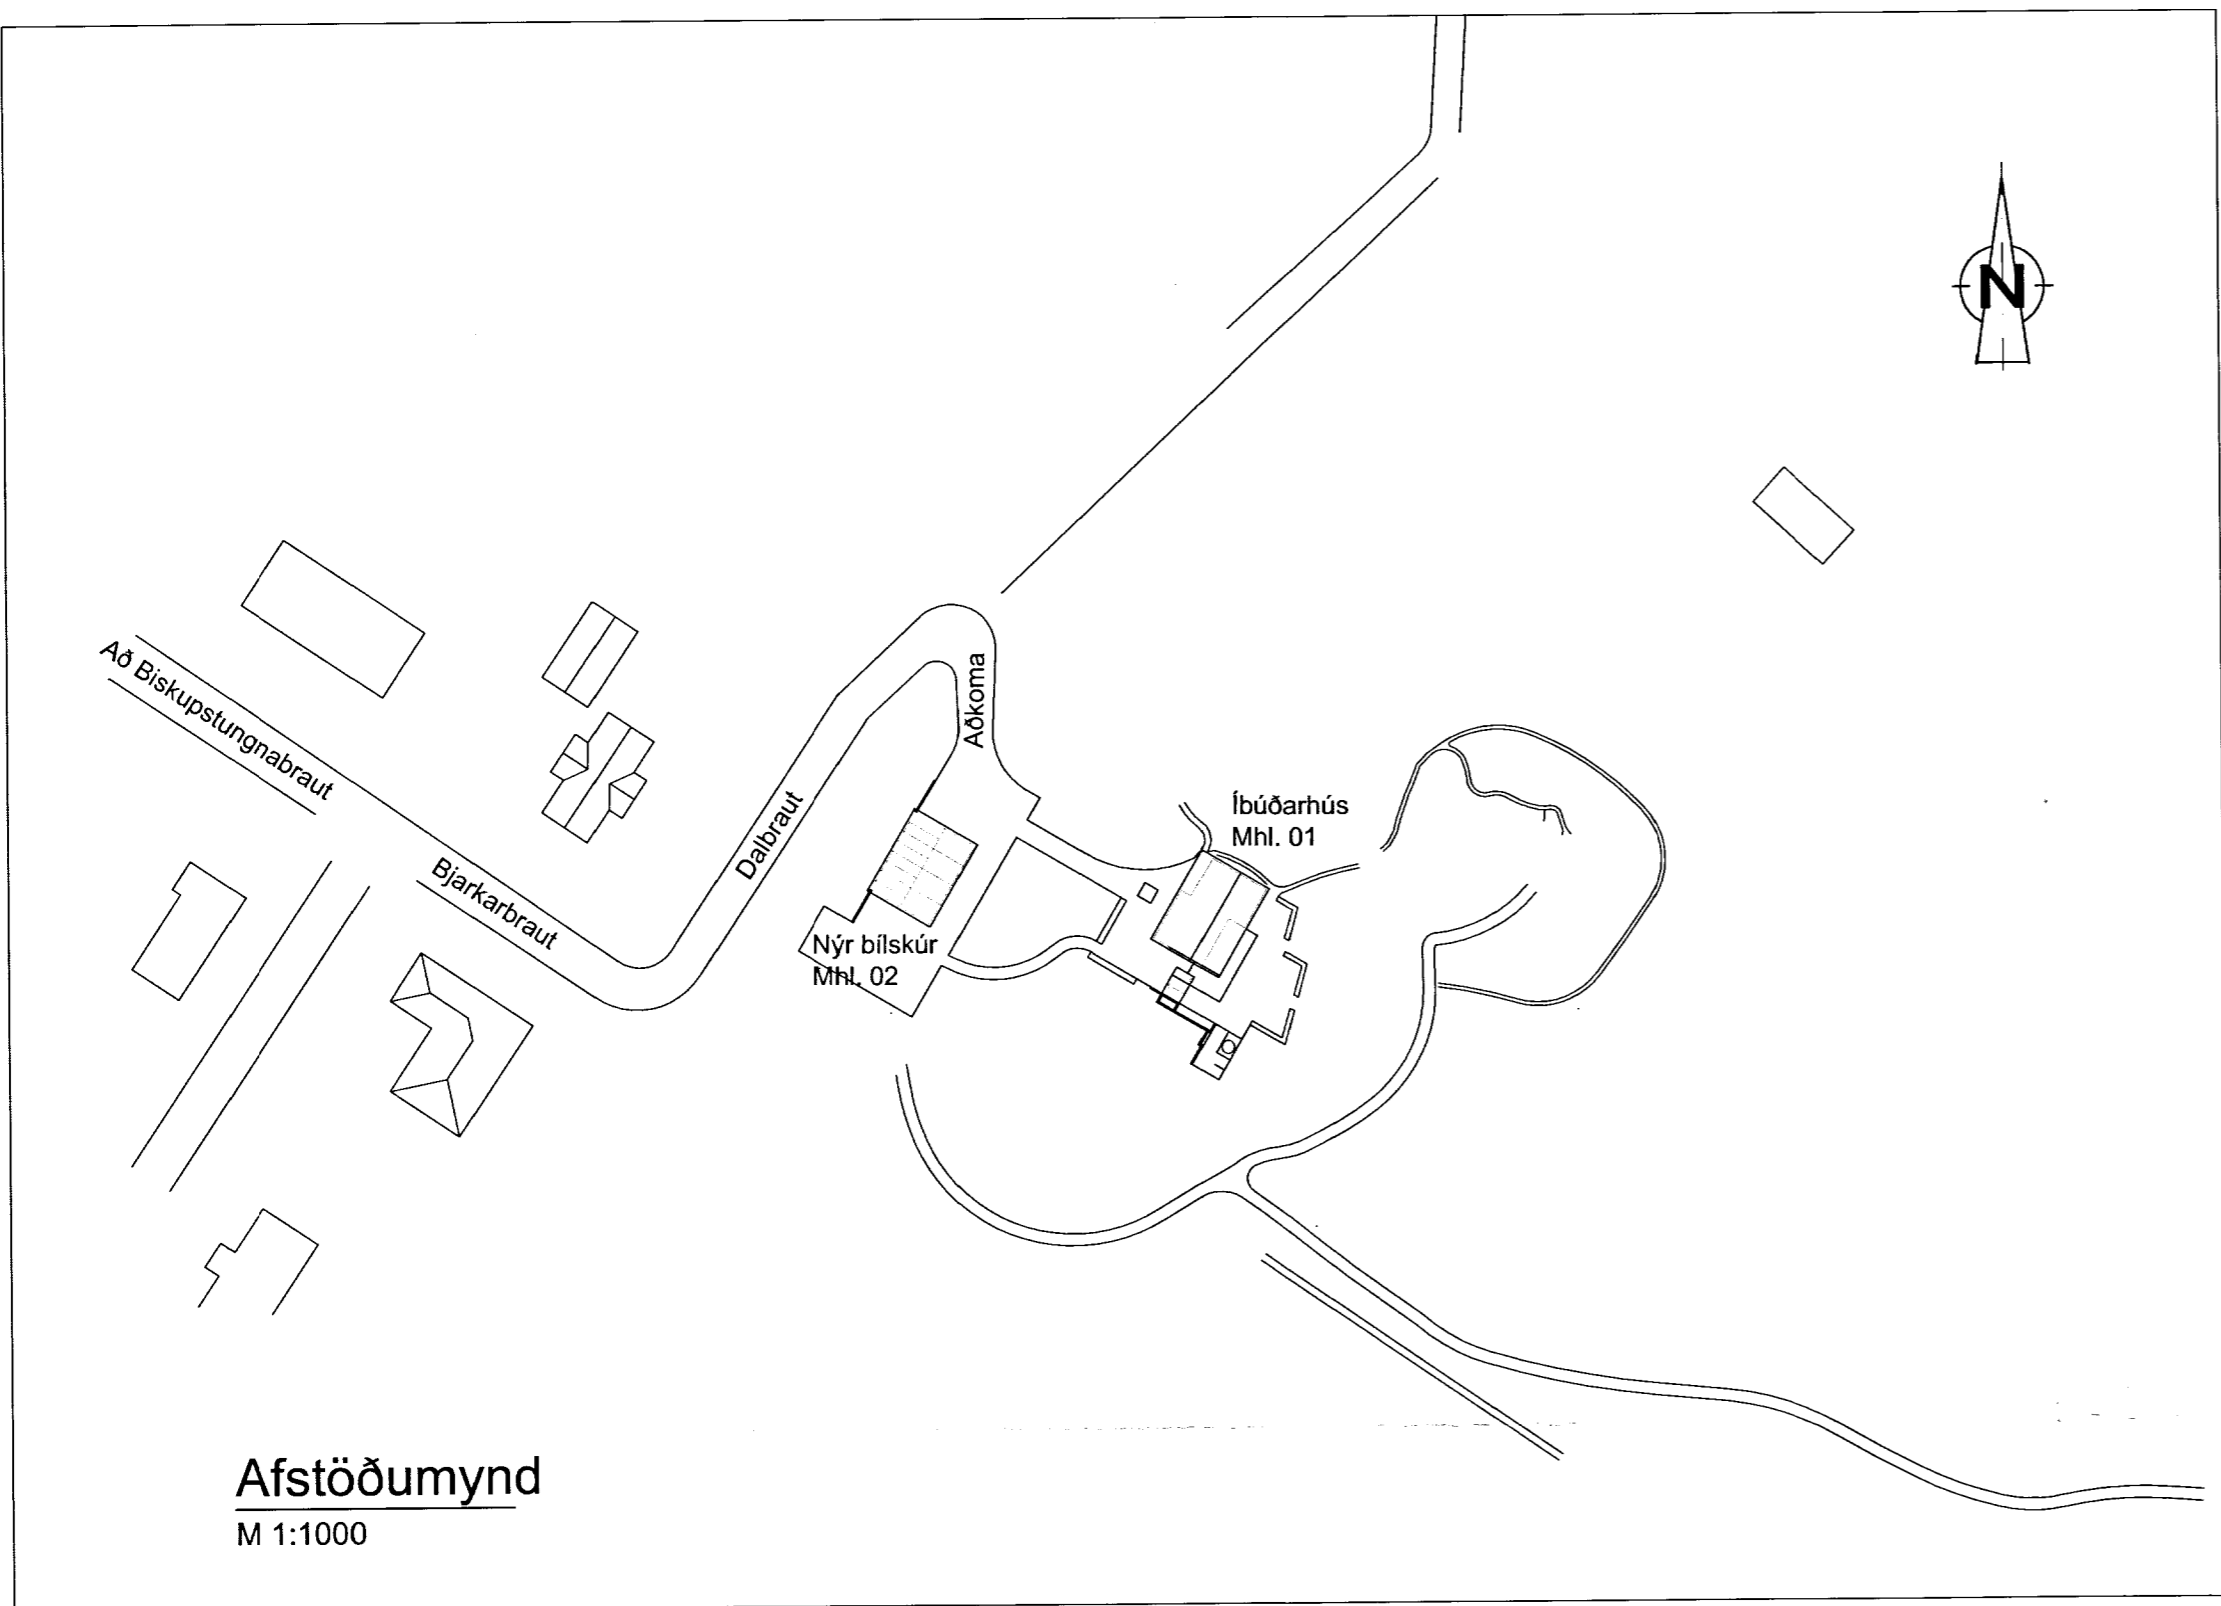 N
Að Biskupstungnabraut
Bjarkarbraut
Dalbraut
Aðkoma
Íbúðarhús
Mhl. 01
Nýr bílskúr
Mhl. 02
Afstöðumynd
M 1:1000